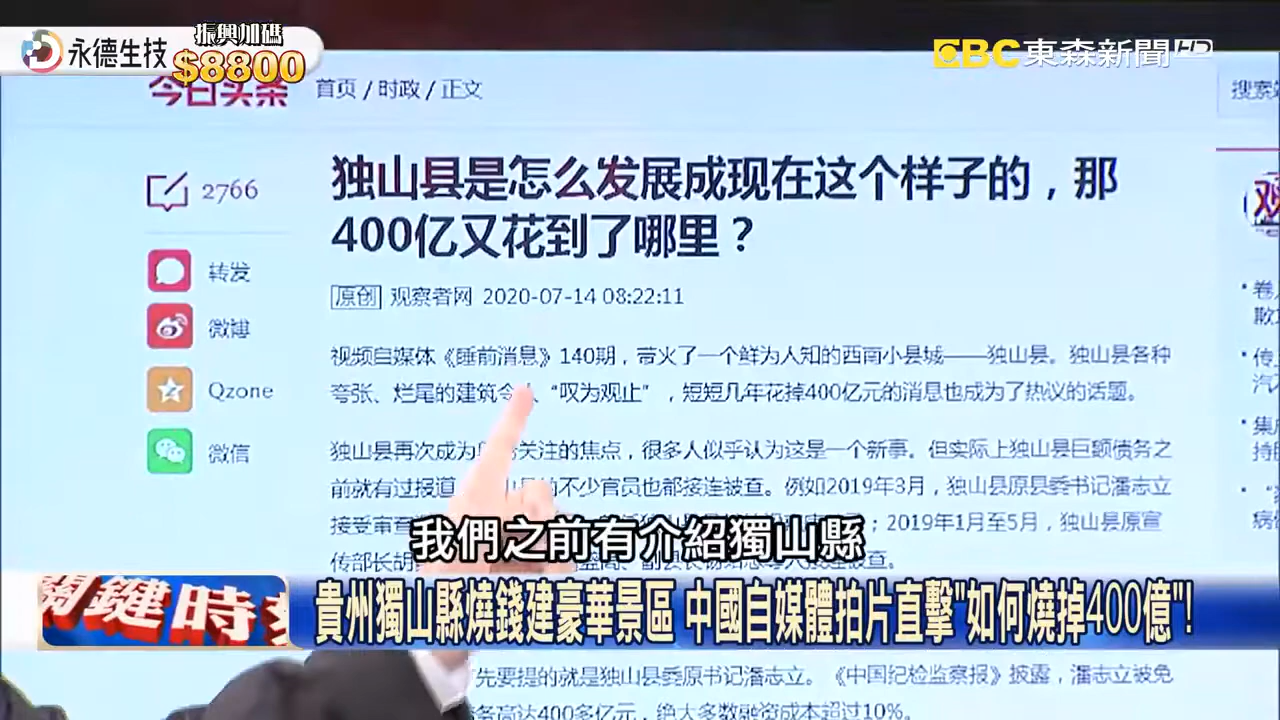 永德生技
振興加碼
$8800
EBC 東森新聞 HD
今日头条
首页 / 时政 / 正文
搜索
2766
转发
微博
Qzone
微信
独山县是怎么发展成现在这个样子的，那
400亿又花到了哪里？
原创 观察者网 2020-07-14 08:22:11
视频自媒体《睡前消息》140期，带火了一个鲜为人知的西南小县城——独山县。独山县各种
夸张、烂尾的建筑令人“叹为观止”，短短几年花掉400亿元的消息也成为了热议的话题。
独山县再次成为 关注的焦点，很多人似乎认为这是一个新事。但实际上独山县巨额债务之
前就有过报道 不少官员也都接连被查。例如2019年3月，独山县原县委书记潘志立
接受审查 ；2019年1月至5月，独山县原宣
传部长胡 被查。
我們之前有介紹獨山縣
關鍵時
貴州獨山縣燒錢建豪華景區 中國自媒體拍片直擊"如何燒掉400億"!
先要提的就是独山县委原书记潘志立。《中国纪检监察报》披露，潘志立被免
务高达400多亿元，绝大多数融资成本超过10%。